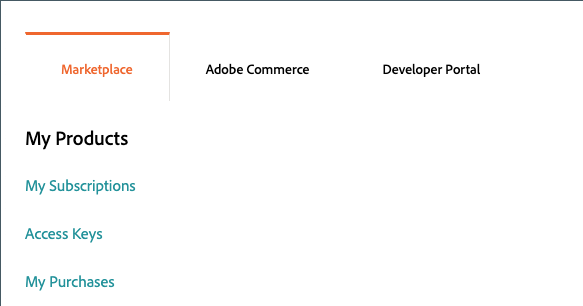 Marketplace Adobe Commerce Developer Portal
My Products
My Subscriptions
Access Keys
My Purchases